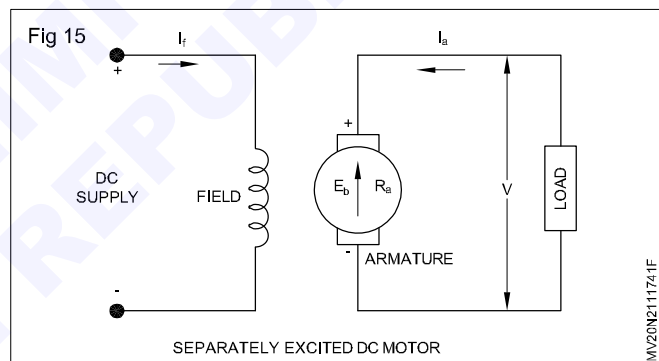 Fig 15
If
Ia
+
DC
SUPPLY
FIELD
-
+
Eb Ra
-
ARMATURE
V
LOAD
SEPARATELY EXCITED DC MOTOR
MV20N2111741F